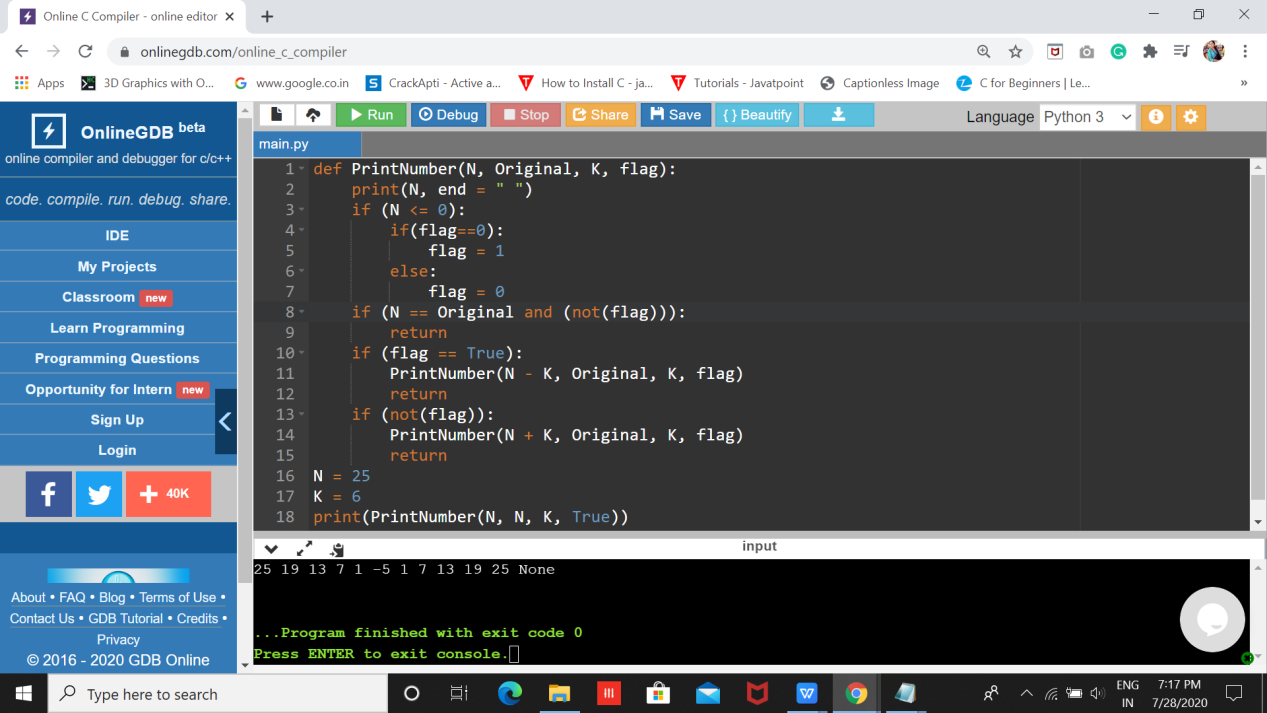 Online C Compiler - online editor
onlinegdb.com/online_c_compiler
Apps 3D Graphics with O... www.google.co.in CrackApti - Active a... How to Install C - ja... Tutorials - Javatpoint Captionless Image C for Beginners | Le... »
OnlineGDB beta
online compiler and debugger for c/c++
code. compile. run. debug. share.
IDE
My Projects
Classroom new
Learn Programming
Programming Questions
Opportunity for Intern new
Sign Up
Login
f + 40K
About • FAQ • Blog • Terms of Use •
Contact Us • GDB Tutorial • Credits •
Privacy
© 2016 - 2020 GDB Online
Run Debug Stop Share Save { } Beautify Language Python 3
main.py
1 def PrintNumber(N, Original, K, flag):
2     print(N, end = " ")
3     if (N <= 0):
4         if(flag==0):
5             flag = 1
6         else:
7             flag = 0
8     if (N == Original and (not(flag))):
9         return
10     if (flag == True):
11         PrintNumber(N - K, Original, K, flag)
12         return
13     if (not(flag)):
14         PrintNumber(N + K, Original, K, flag)
15         return
16 N = 25
17 K = 6
18 print(PrintNumber(N, N, K, True))
input
25 19 13 7 1 -5 1 7 13 19 25 None
...Program finished with exit code 0
Press ENTER to exit console.
Type here to search
ENG
IN
7:17 PM
7/28/2020